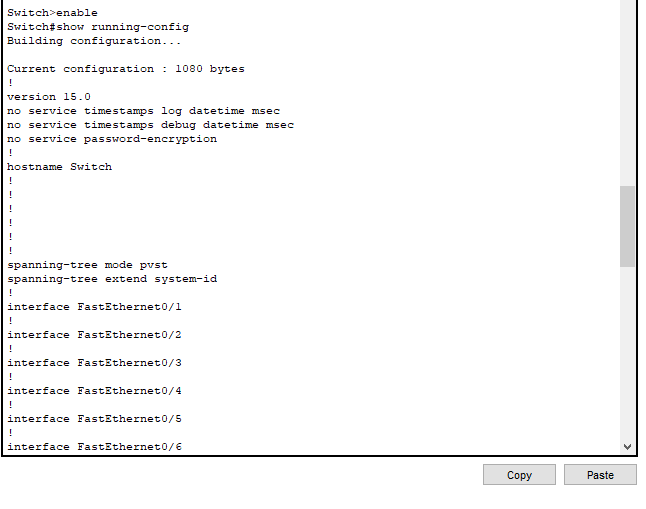 Switch>enable
Switch#show running-config
Building configuration...
Current configuration : 1080 bytes
!
version 15.0
no service timestamps log datetime msec
no service timestamps debug datetime msec
no service password-encryption
!
hostname Switch
!
!
!
!
!
!
spanning-tree mode pvst
spanning-tree extend system-id
!
interface FastEthernet0/1
!
interface FastEthernet0/2
!
interface FastEthernet0/3
!
interface FastEthernet0/4
!
interface FastEthernet0/5
!
interface FastEthernet0/6
Copy Paste